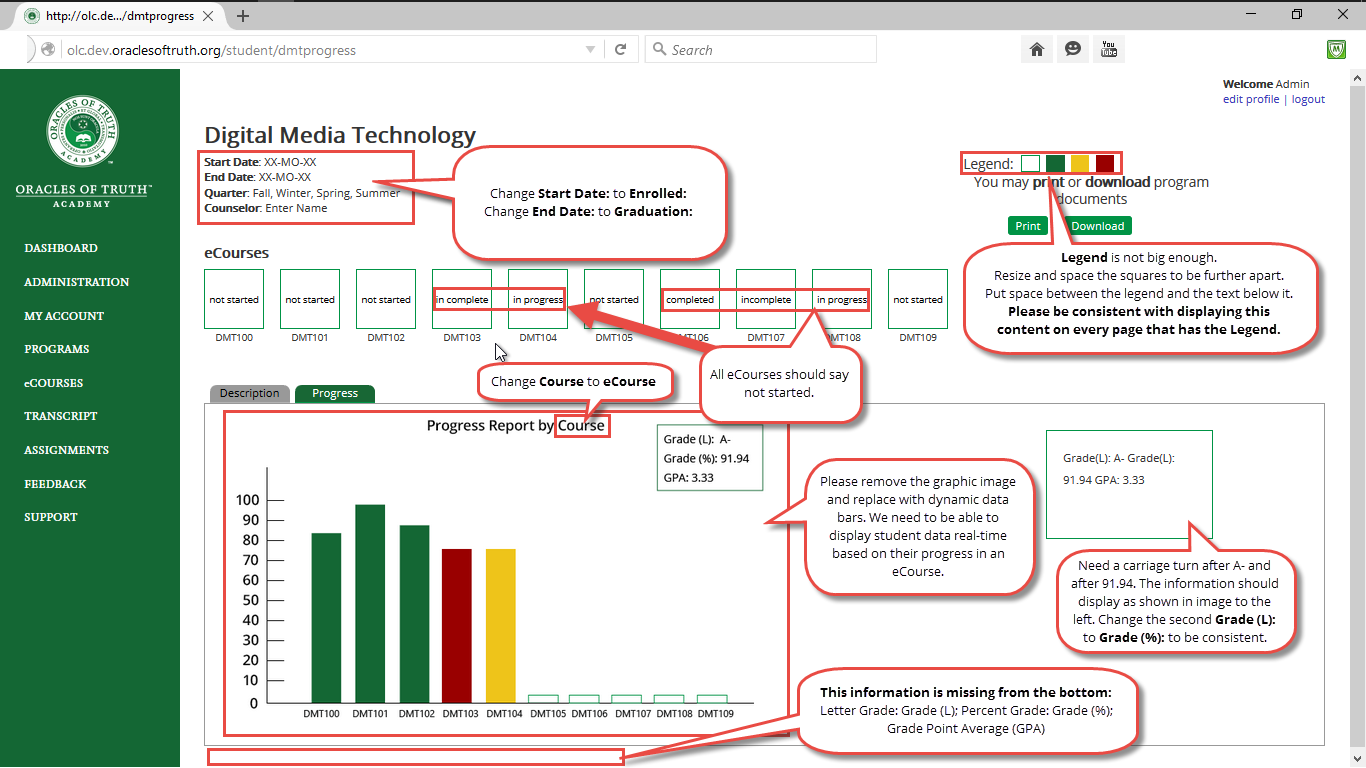 http://olc.de.../dmtprogress
olc.dev.oraclesoftruth.org/student/dmtprogress
Search
You
Tube
Welcome Admin
edit profile | logout
ORACLES OF TRUTH
ACADEMY
ORACLES OF TRUTH™
ACADEMY
DASHBOARD
ADMINISTRATION
MY ACCOUNT
PROGRAMS
eCOURSES
TRANSCRIPT
ASSIGNMENTS
FEEDBACK
SUPPORT
Digital Media Technology
Start Date: XX-MO-XX
End Date: XX-MO-XX
Quarter: Fall, Winter, Spring, Summer
Counselor: Enter Name
Change Start Date: to Enrolled:
Change End Date: to Graduation:
Legend:
You may print or download program
documents
Print Download
Legend is not big enough.
Resize and space the squares to be further apart.
Put space between the legend and the text below it.
Please be consistent with displaying this
content on every page that has the Legend.
eCourses
not started not started not started in complete in progress not started completed incomplete in progress not started
DMT100 DMT101 DMT102 DMT103 DMT104 DMT105 DMT106 DMT107 DMT108 DMT109
Change Course to eCourse
All eCourses should say
not started.
Description Progress
Progress Report by Course
Grade (L): A-
Grade (%): 91.94
GPA: 3.33
100
90
80
70
60
50
40
30
20
10
0
DMT100 DMT101 DMT102 DMT103 DMT104 DMT105 DMT106 DMT107 DMT108 DMT109
Please remove the graphic image
and replace with dynamic data
bars. We need to be able to
display student data real-time
based on their progress in an
eCourse.
Grade(L): A- Grade(L):
91.94 GPA: 3.33
Need a carriage turn after A- and
after 91.94. The information should
display as shown in image to the
left. Change the second Grade (L):
to Grade (%): to be consistent.
This information is missing from the bottom:
Letter Grade: Grade (L); Percent Grade: Grade (%);
Grade Point Average (GPA)